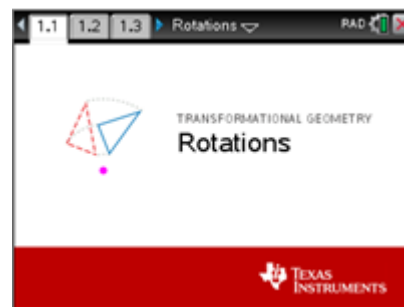 1.1 1.2 1.3 Rotations RAD
TRANSFORMATIONAL GEOMETRY
Rotations
TEXAS
INSTRUMENTS